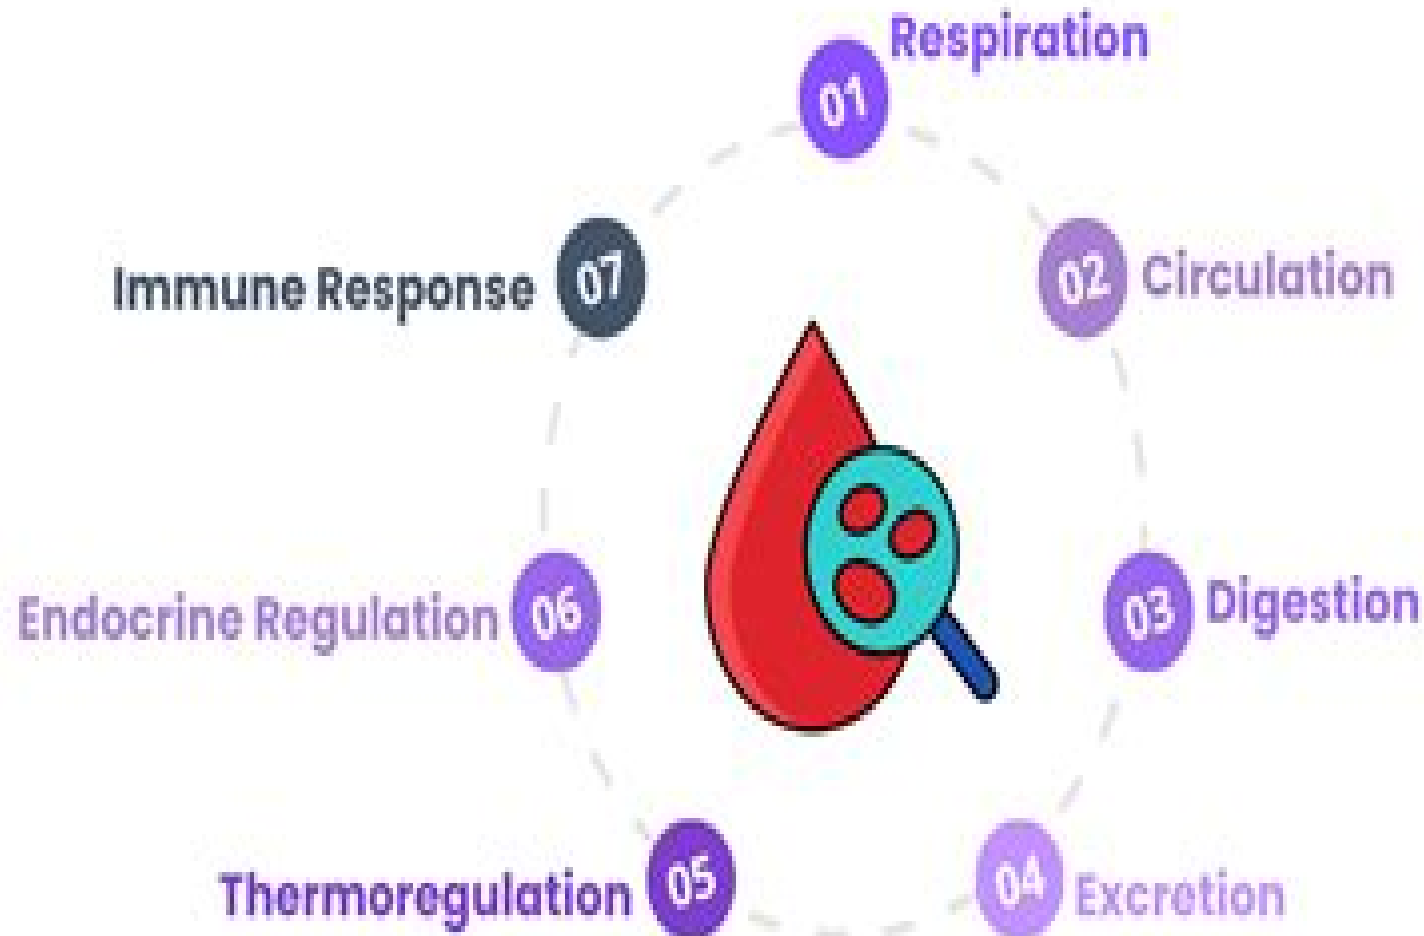 01 Respiration
02 Circulation
03 Digestion
04 Excretion
05 Thermoregulation
06 Endocrine Regulation
07 Immune Response